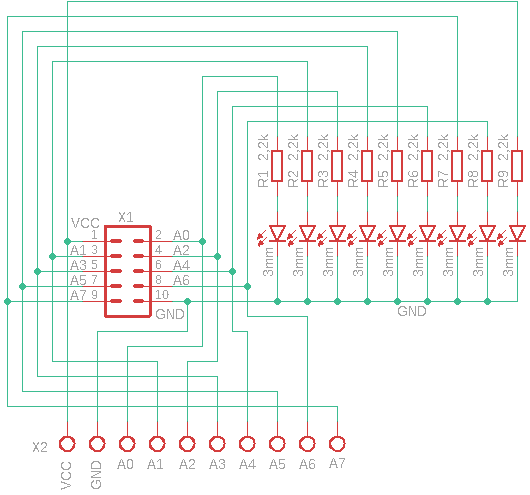 R1 2,2k
R2 2,2k
R3 2,2k
R4 2,2k
R5 2,2k
R6 2,2k
R7 2,2k
R8 2,2k
R9 2,2k
3mm
3mm
3mm
3mm
3mm
3mm
3mm
3mm
3mm
X1
VCC 1 2 A0
A1 3 4 A2
A3 5 6 A4
A5 7 8 A6
A7 9 10
GND
GND
X2
VCC GND A0 A1 A2 A3 A4 A5 A6 A7